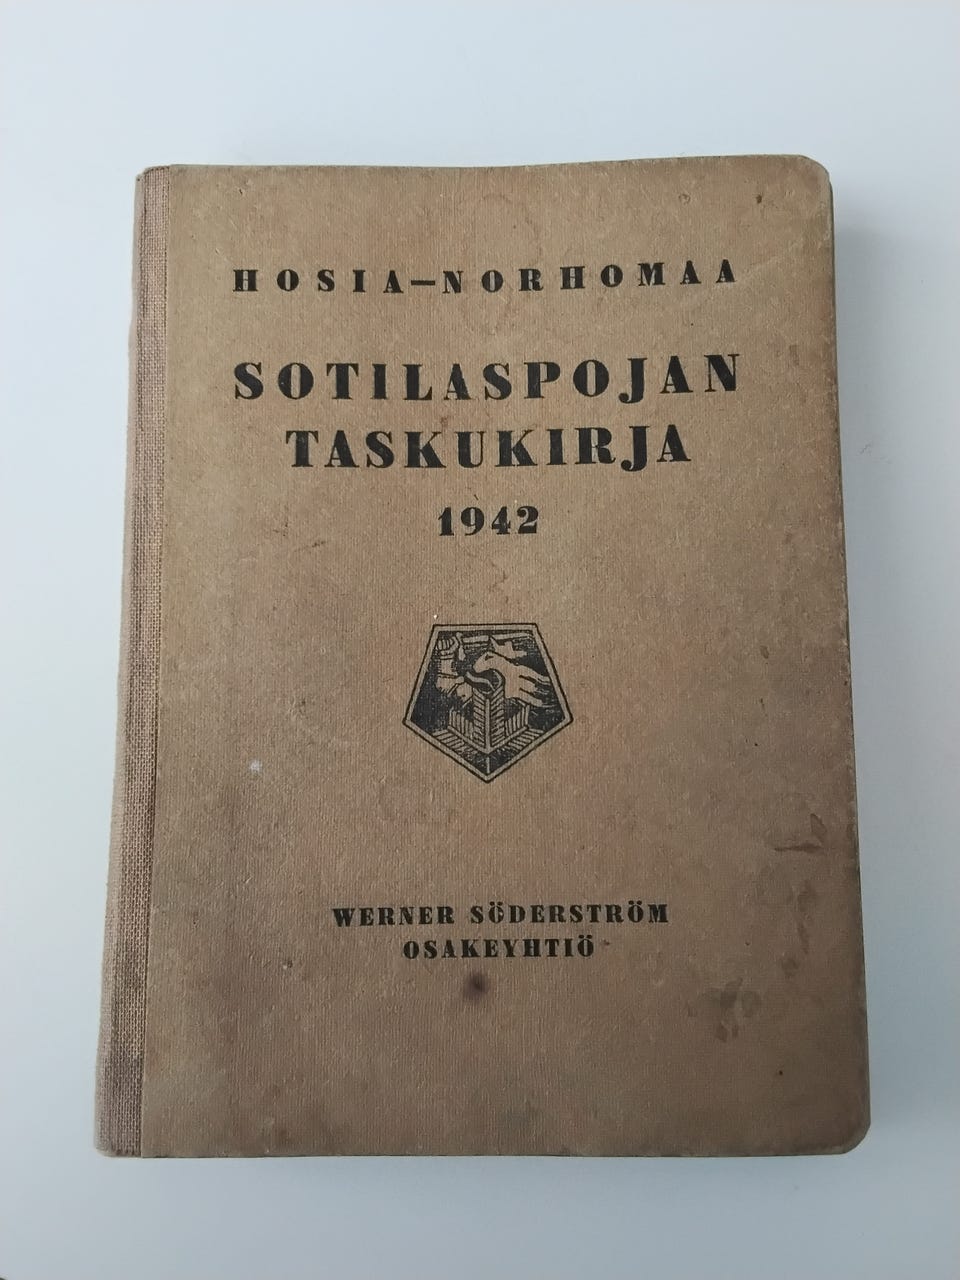 HOSIA—NORHOMAA
SOTILASPOJAN
TASKUKIRJA
1942
WERNER SÖDERSTRÖM
OSAKEYHTIÖ